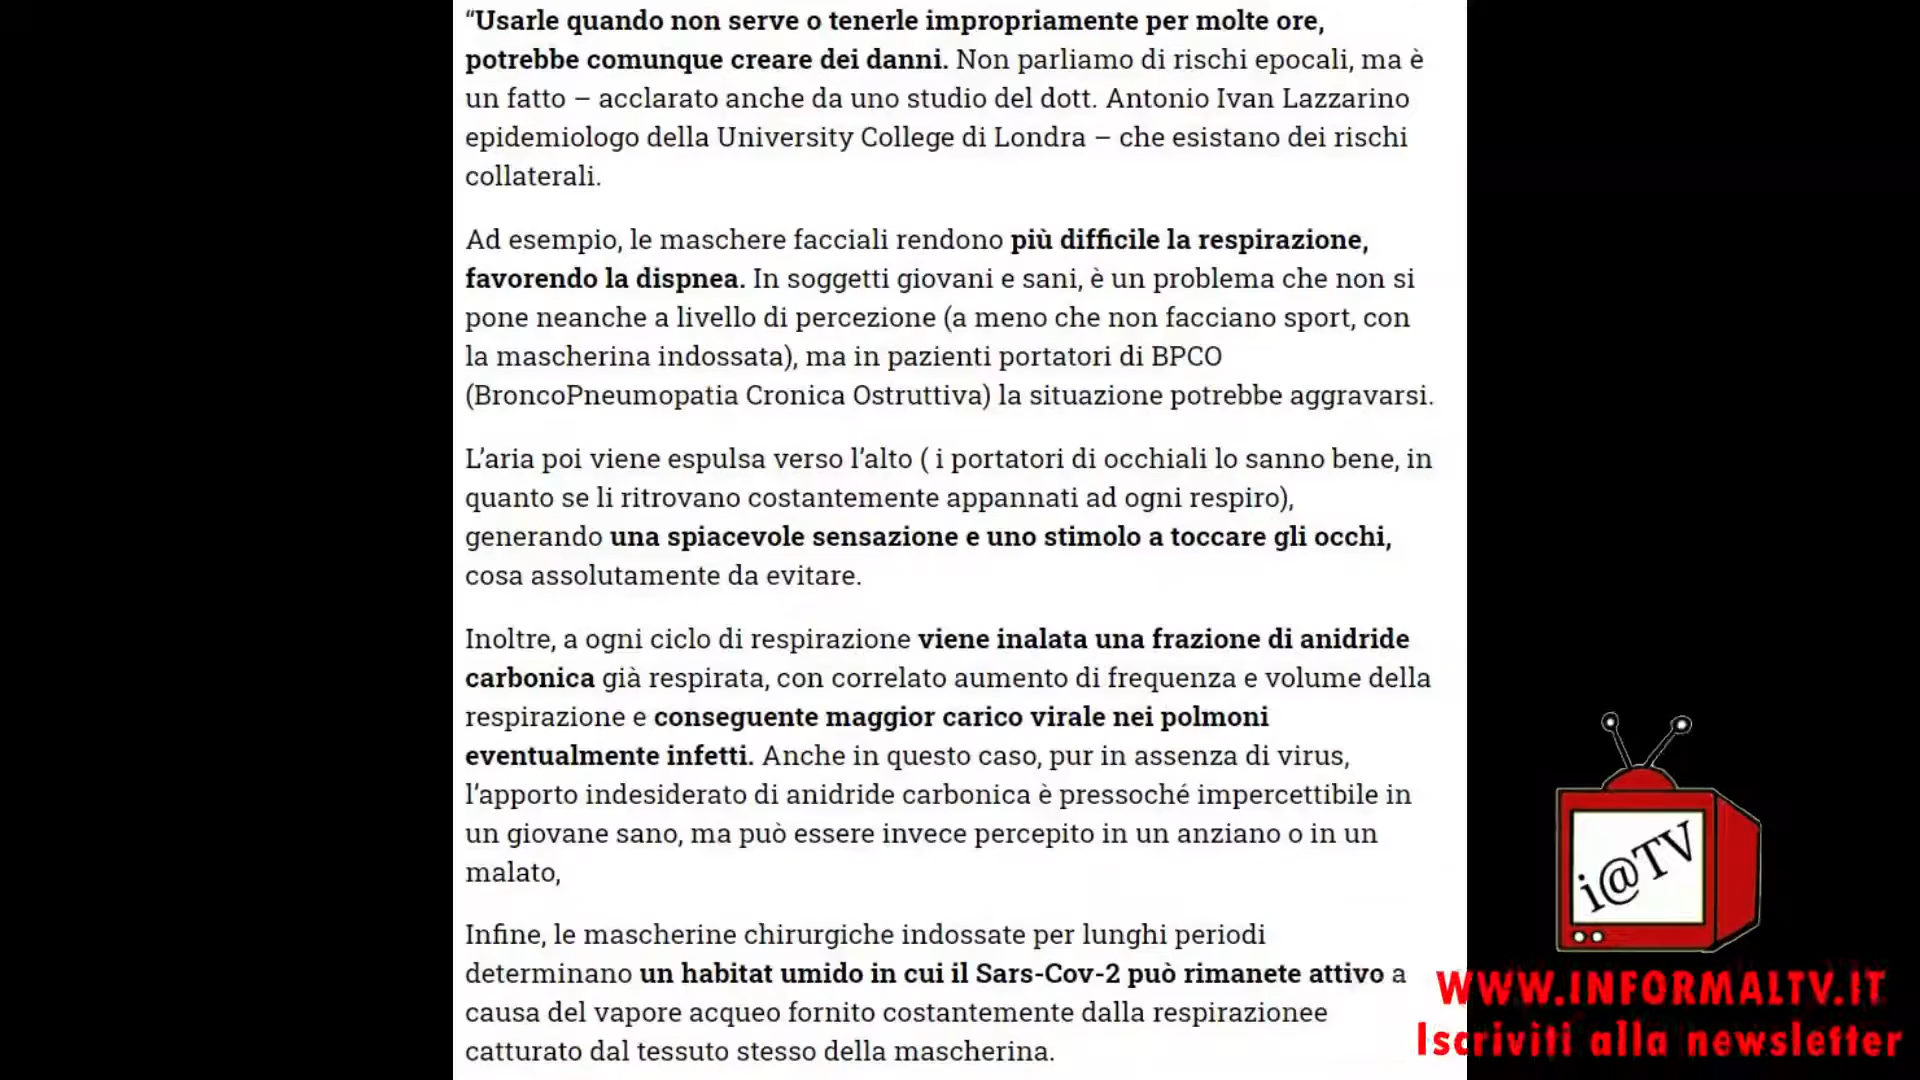 “Usarle quando non serve o tenerle impropriamente per molte ore,
potrebbe comunque creare dei danni. Non parliamo di rischi epocali, ma è
un fatto – acclarato anche da uno studio del dott. Antonio Ivan Lazzarino
epidemiologo della University College di Londra – che esistano dei rischi
collaterali.
Ad esempio, le maschere facciali rendono più difficile la respirazione,
favorendo la dispnea. In soggetti giovani e sani, è un problema che non si
pone neanche a livello di percezione (a meno che non facciano sport, con
la mascherina indossata), ma in pazienti portatori di BPCO
(BroncoPneumopatia Cronica Ostruttiva) la situazione potrebbe aggravarsi.
L’aria poi viene espulsa verso l’alto ( i portatori di occhiali lo sanno bene, in
quanto se li ritrovano costantemente appannati ad ogni respiro),
generando una spiacevole sensazione e uno stimolo a toccare gli occhi,
cosa assolutamente da evitare.
Inoltre, a ogni ciclo di respirazione viene inalata una frazione di anidride
carbonica già respirata, con correlato aumento di frequenza e volume della
respirazione e conseguente maggior carico virale nei polmoni
eventualmente infetti. Anche in questo caso, pur in assenza di virus,
l’apporto indesiderato di anidride carbonica è pressoché impercettibile in
un giovane sano, ma può essere invece percepito in un anziano o in un
malato,
Infine, le mascherine chirurgiche indossate per lunghi periodi
determinano un habitat umido in cui il Sars-Cov-2 può rimanete attivo a
causa del vapore acqueo fornito costantemente dalla respirazionee
catturato dal tessuto stesso della mascherina.
i@TV
WWW.INFORMALTV.IT
Iscriviti alla newsletter